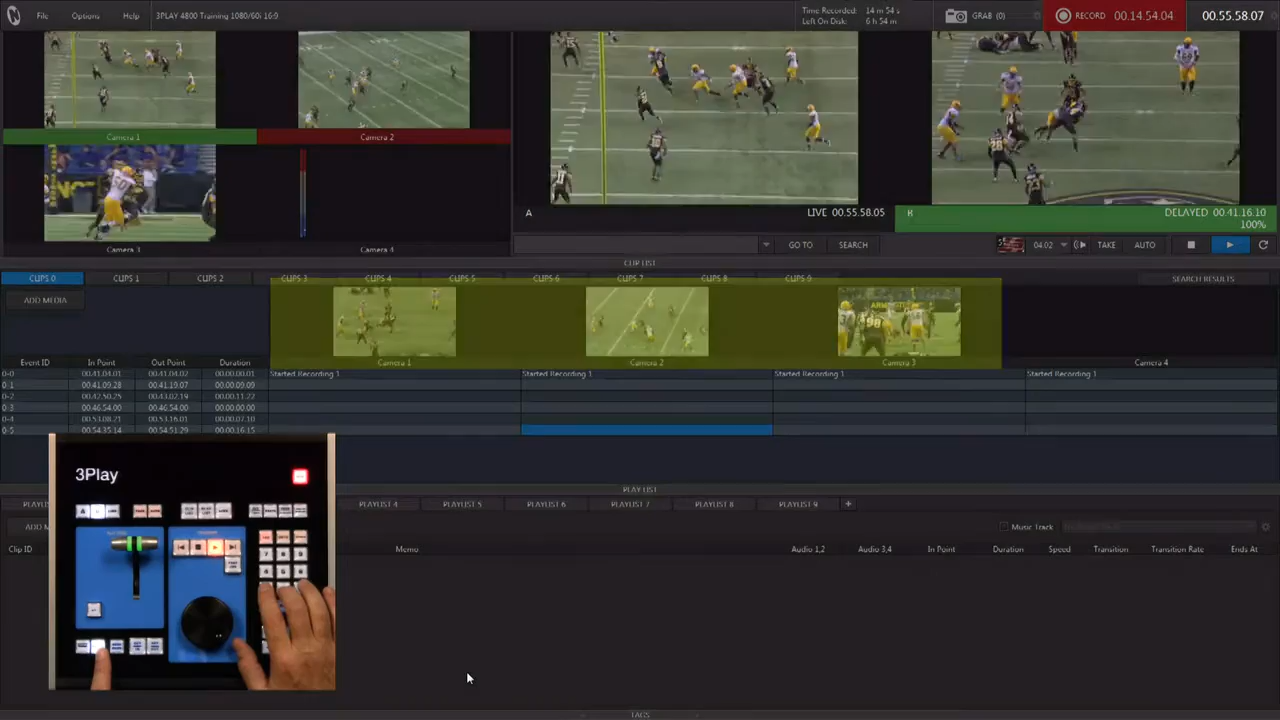 File Options Help 3PLAY 4800 Training 1080/60i 16:9
Time Recorded: 14 m 54 s
Left On Disk: 6 h 54 m
GRAB (0) RECORD 00.14.54.04 00.55.58.07
Camera 1 Camera 2
Camera 3 Camera 4
A LIVE 00.55.58.05 B DELAYED 00.41.16.10
100%
GO TO SEARCH 04.02 TAKE AUTO
CLIP LIST
CLIPS 0 CLIPS 1 CLIPS 2 CLIPS 3 CLIPS 4 CLIPS 5 CLIPS 6 CLIPS 7 CLIPS 8 CLIPS 9 SEARCH RESULTS
ADD MEDIA
Event ID In Point Out Point Duration Camera 1 Camera 2 Camera 3 Camera 4
0-0 00.41.04.01 00.41.04.02 00.00.00.01 Started Recording 1 Started Recording 1 Started Recording 1 Started Recording 1
0-1 00.41.09.28 00.41.19.07 00.00.09.09
0-2 00.42.50.25 00.43.02.19 00.00.11.22
0-3 00.46.54.00 00.46.54.00 00.00.00.00
0-4 00.53.08.21 00.53.16.01 00.00.07.10
0-5 00.54.35.14 00.54.51.29 00.00.16.15
3Play
PLAY LIST
PLAYLIST 4 PLAYLIST 5 PLAYLIST 6 PLAYLIST 7 PLAYLIST 8 PLAYLIST 9 +
ADD M
Music Track
Clip ID Memo Audio 1,2 Audio 3,4 In Point Duration Speed Transition Transition Rate Ends At
TAGS